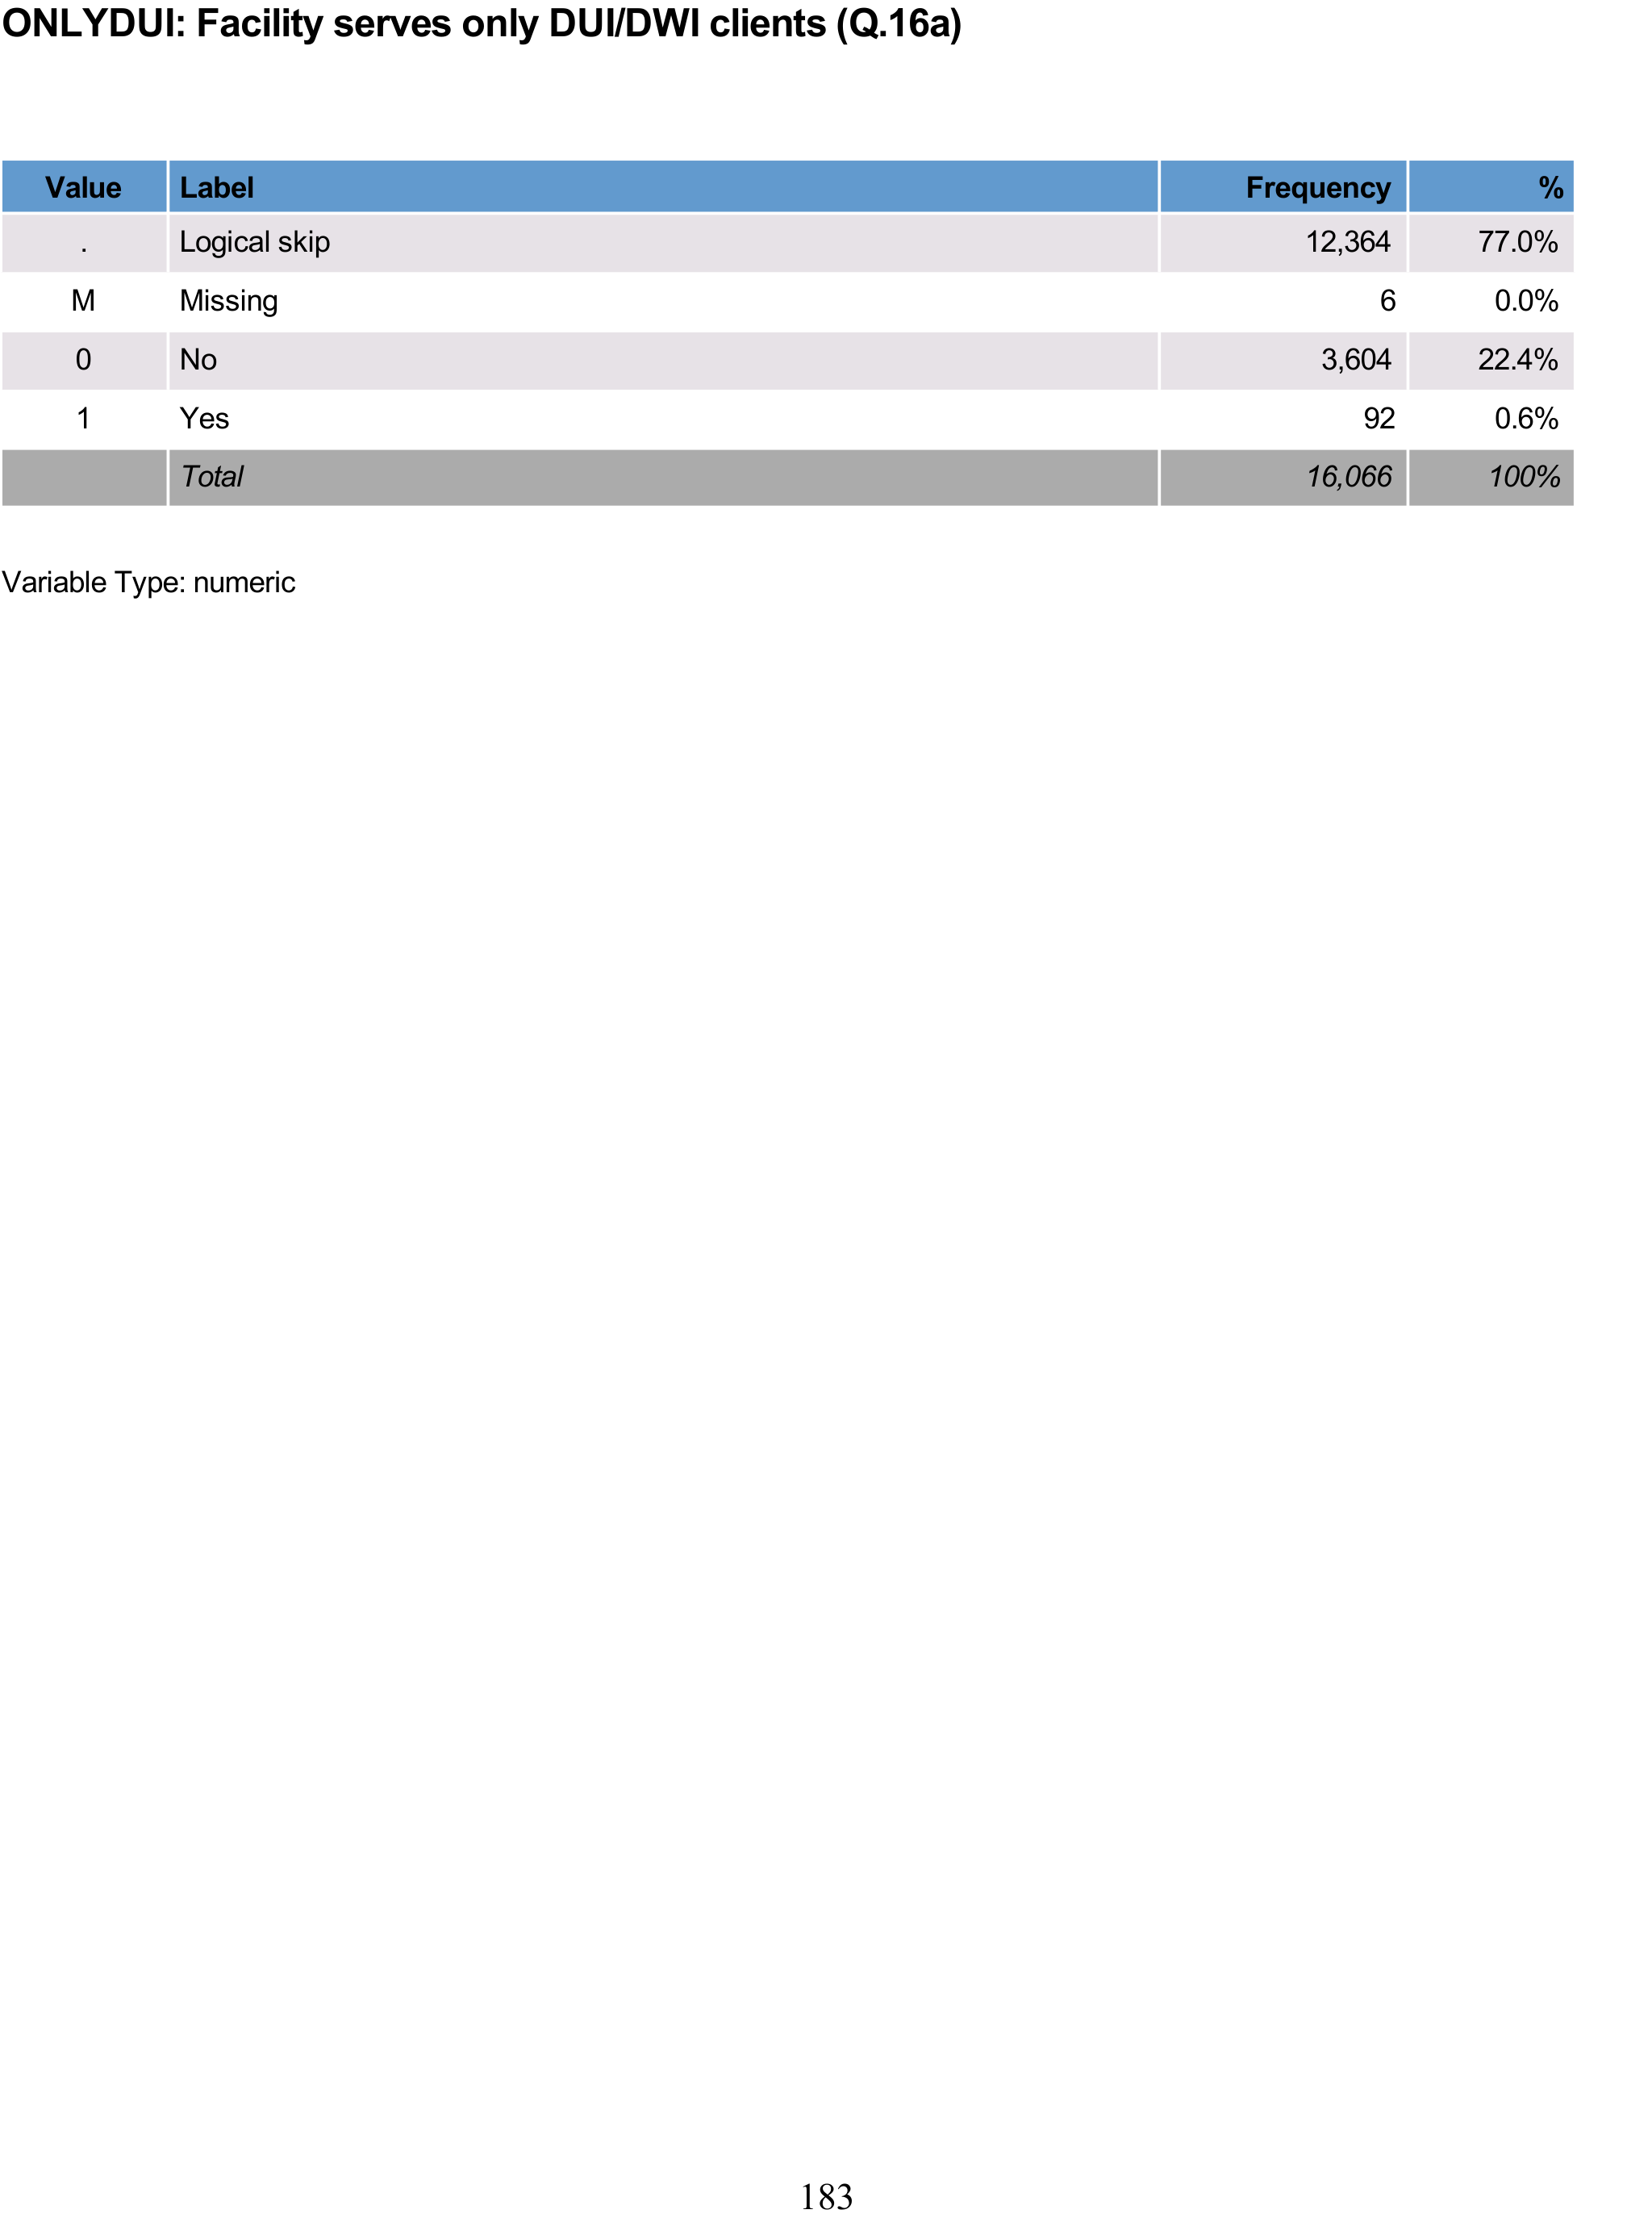 ONLYDUI: Facility serves only DUI/DWI clients (Q.16a)
Value Label Frequency %
. Logical skip 12,364 77.0%
M Missing 6 0.0%
0 No 3,604 22.4%
1 Yes 92 0.6%
Total 16,066 100%
Variable Type: numeric
183